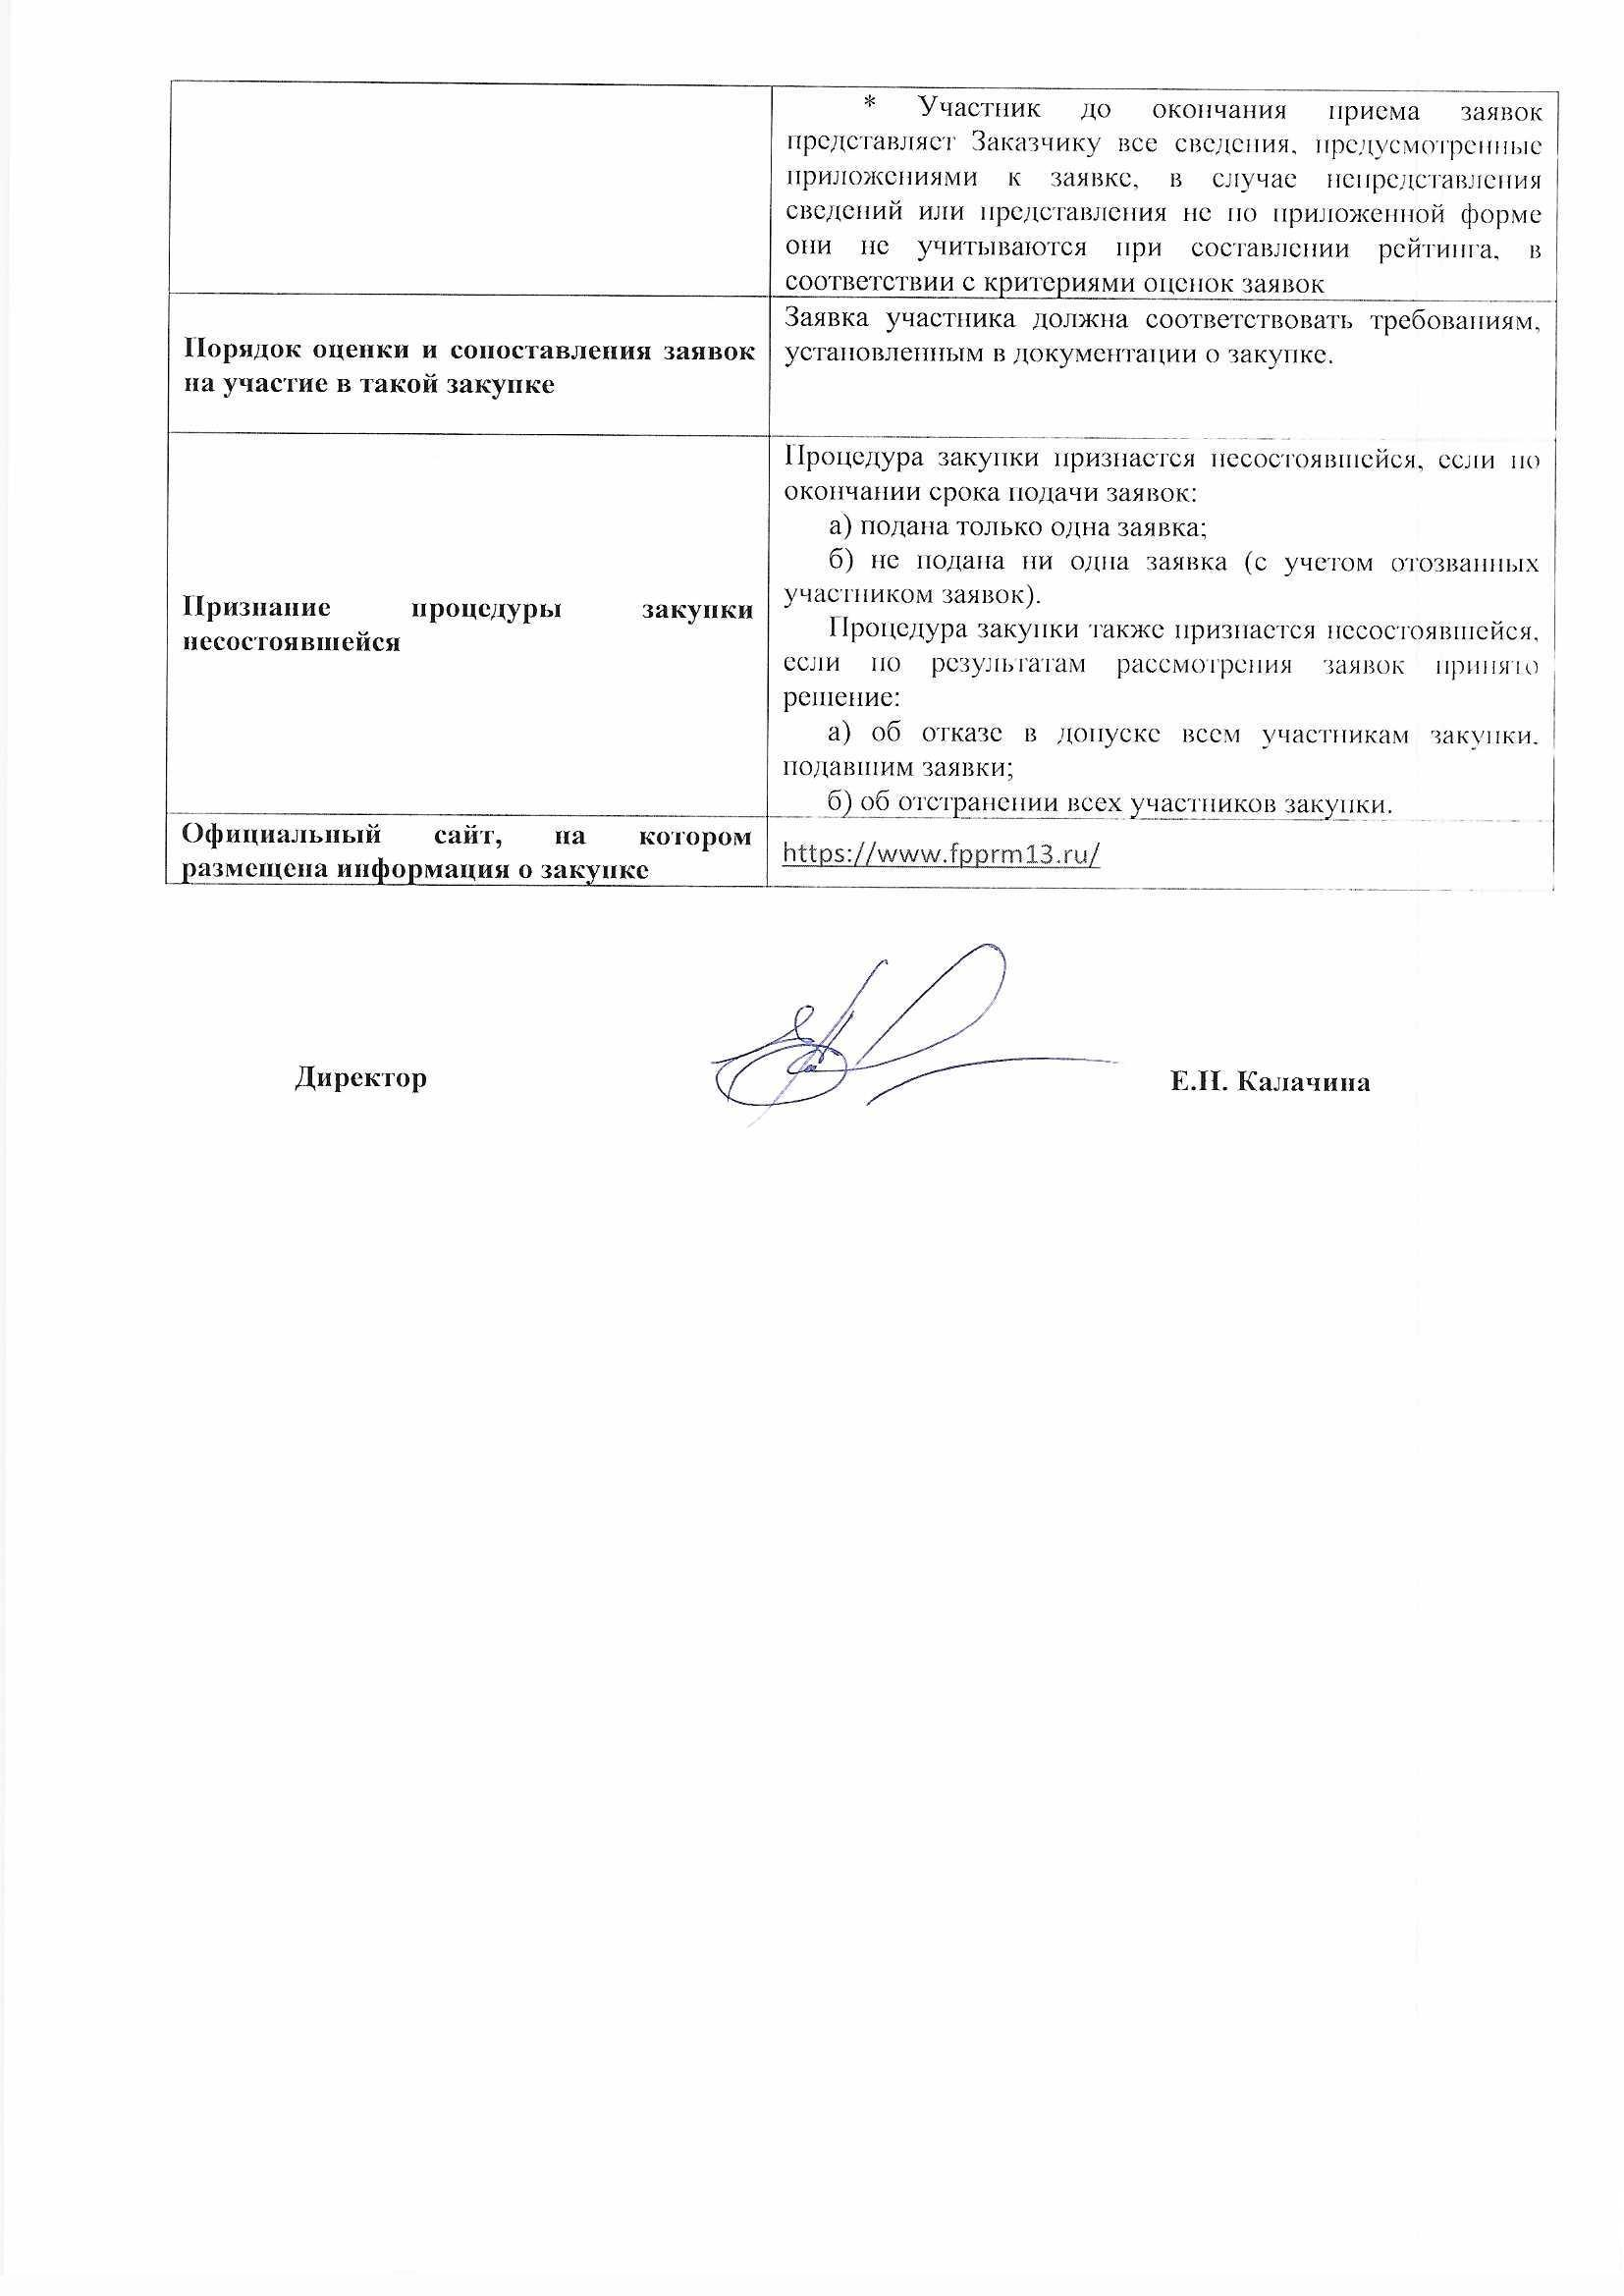 * Участник до окончания приема заявок
представляет Заказчику все сведения, предусмотренные
приложениями к заявке, в случае непредставления
сведений или представления не по приложенной форме
они не учитываются при составлении рейтинга, в
соответствии с критериями оценок заявок
Порядок оценки и сопоставления заявок
на участие в такой закупке
Заявка участника должна соответствовать требованиям,
установленным в документации о закупке.
Признание процедуры закупки
несостоявшейся
Процедура закупки признается несостоявшейся, если по
окончании срока подачи заявок:
а) подана только одна заявка;
б) не подана ни одна заявка (с учетом отозванных
участником заявок).
Процедура закупки также признается несостоявшейся,
если по результатам рассмотрения заявок принято
решение:
а) об отказе в допуске всем участникам закупки,
подавшим заявки;
б) об отстранении всех участников закупки.
Официальный сайт, на котором
размещена информация о закупке
https://www.fpprm13.ru/
Директор
Е.П. Калачина